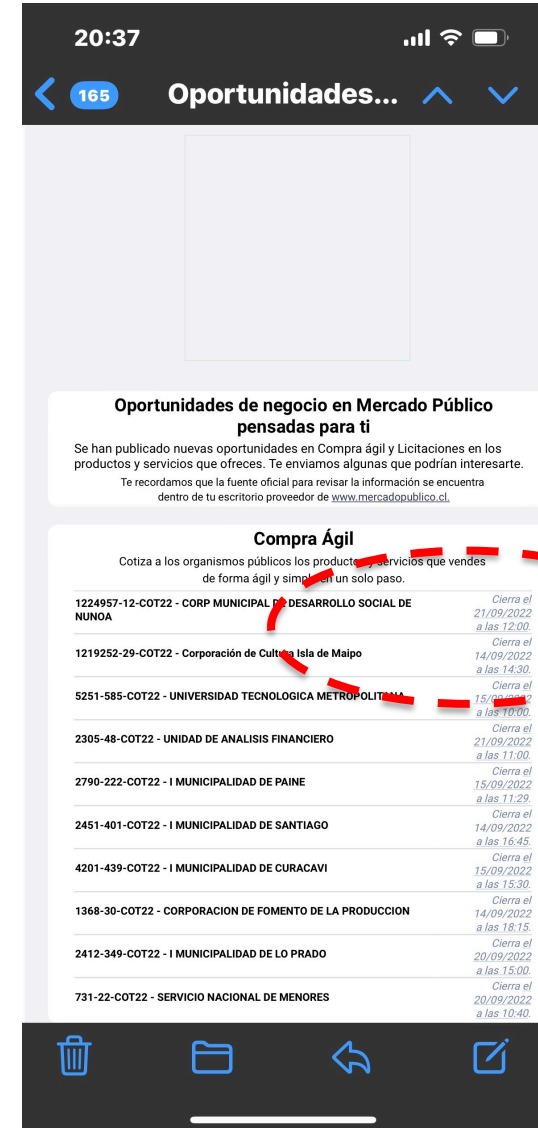 20:37
165
Oportunidades...
Oportunidades de negocio en Mercado Público
pensadas para ti
Se han publicado nuevas oportunidades en Compra ágil y Licitaciones en los
productos y servicios que ofreces. Te enviamos algunas que podrían interesarte.
Te recordamos que la fuente oficial para revisar la información se encuentra
dentro de tu escritorio proveedor de www.mercadopublico.cl.
Compra Ágil
Cotiza a los organismos públicos los productos y servicios que vendes
de forma ágil y simple en un solo paso.
1224957-12-COT22 - CORP MUNICIPAL DE DESARROLLO SOCIAL DE
NUNOA
Cierra el
21/09/2022
a las 12:00.
1219252-29-COT22 - Corporación de Cultura Isla de Maipo
Cierra el
14/09/2022
a las 14:30.
5251-585-COT22 - UNIVERSIDAD TECNOLOGICA METROPOLITANA
Cierra el
15/09/2022
a las 10:00.
2305-48-COT22 - UNIDAD DE ANALISIS FINANCIERO
Cierra el
21/09/2022
a las 11:00.
2790-222-COT22 - I MUNICIPALIDAD DE PAINE
Cierra el
15/09/2022
a las 11:29.
2451-401-COT22 - I MUNICIPALIDAD DE SANTIAGO
Cierra el
14/09/2022
a las 16:45.
4201-439-COT22 - I MUNICIPALIDAD DE CURACAVI
Cierra el
15/09/2022
a las 15:30.
1368-30-COT22 - CORPORACION DE FOMENTO DE LA PRODUCCION
Cierra el
14/09/2022
a las 18:15.
2412-349-COT22 - I MUNICIPALIDAD DE LO PRADO
Cierra el
20/09/2022
a las 15:00.
731-22-COT22 - SERVICIO NACIONAL DE MENORES
Cierra el
20/09/2022
a las 10:40.